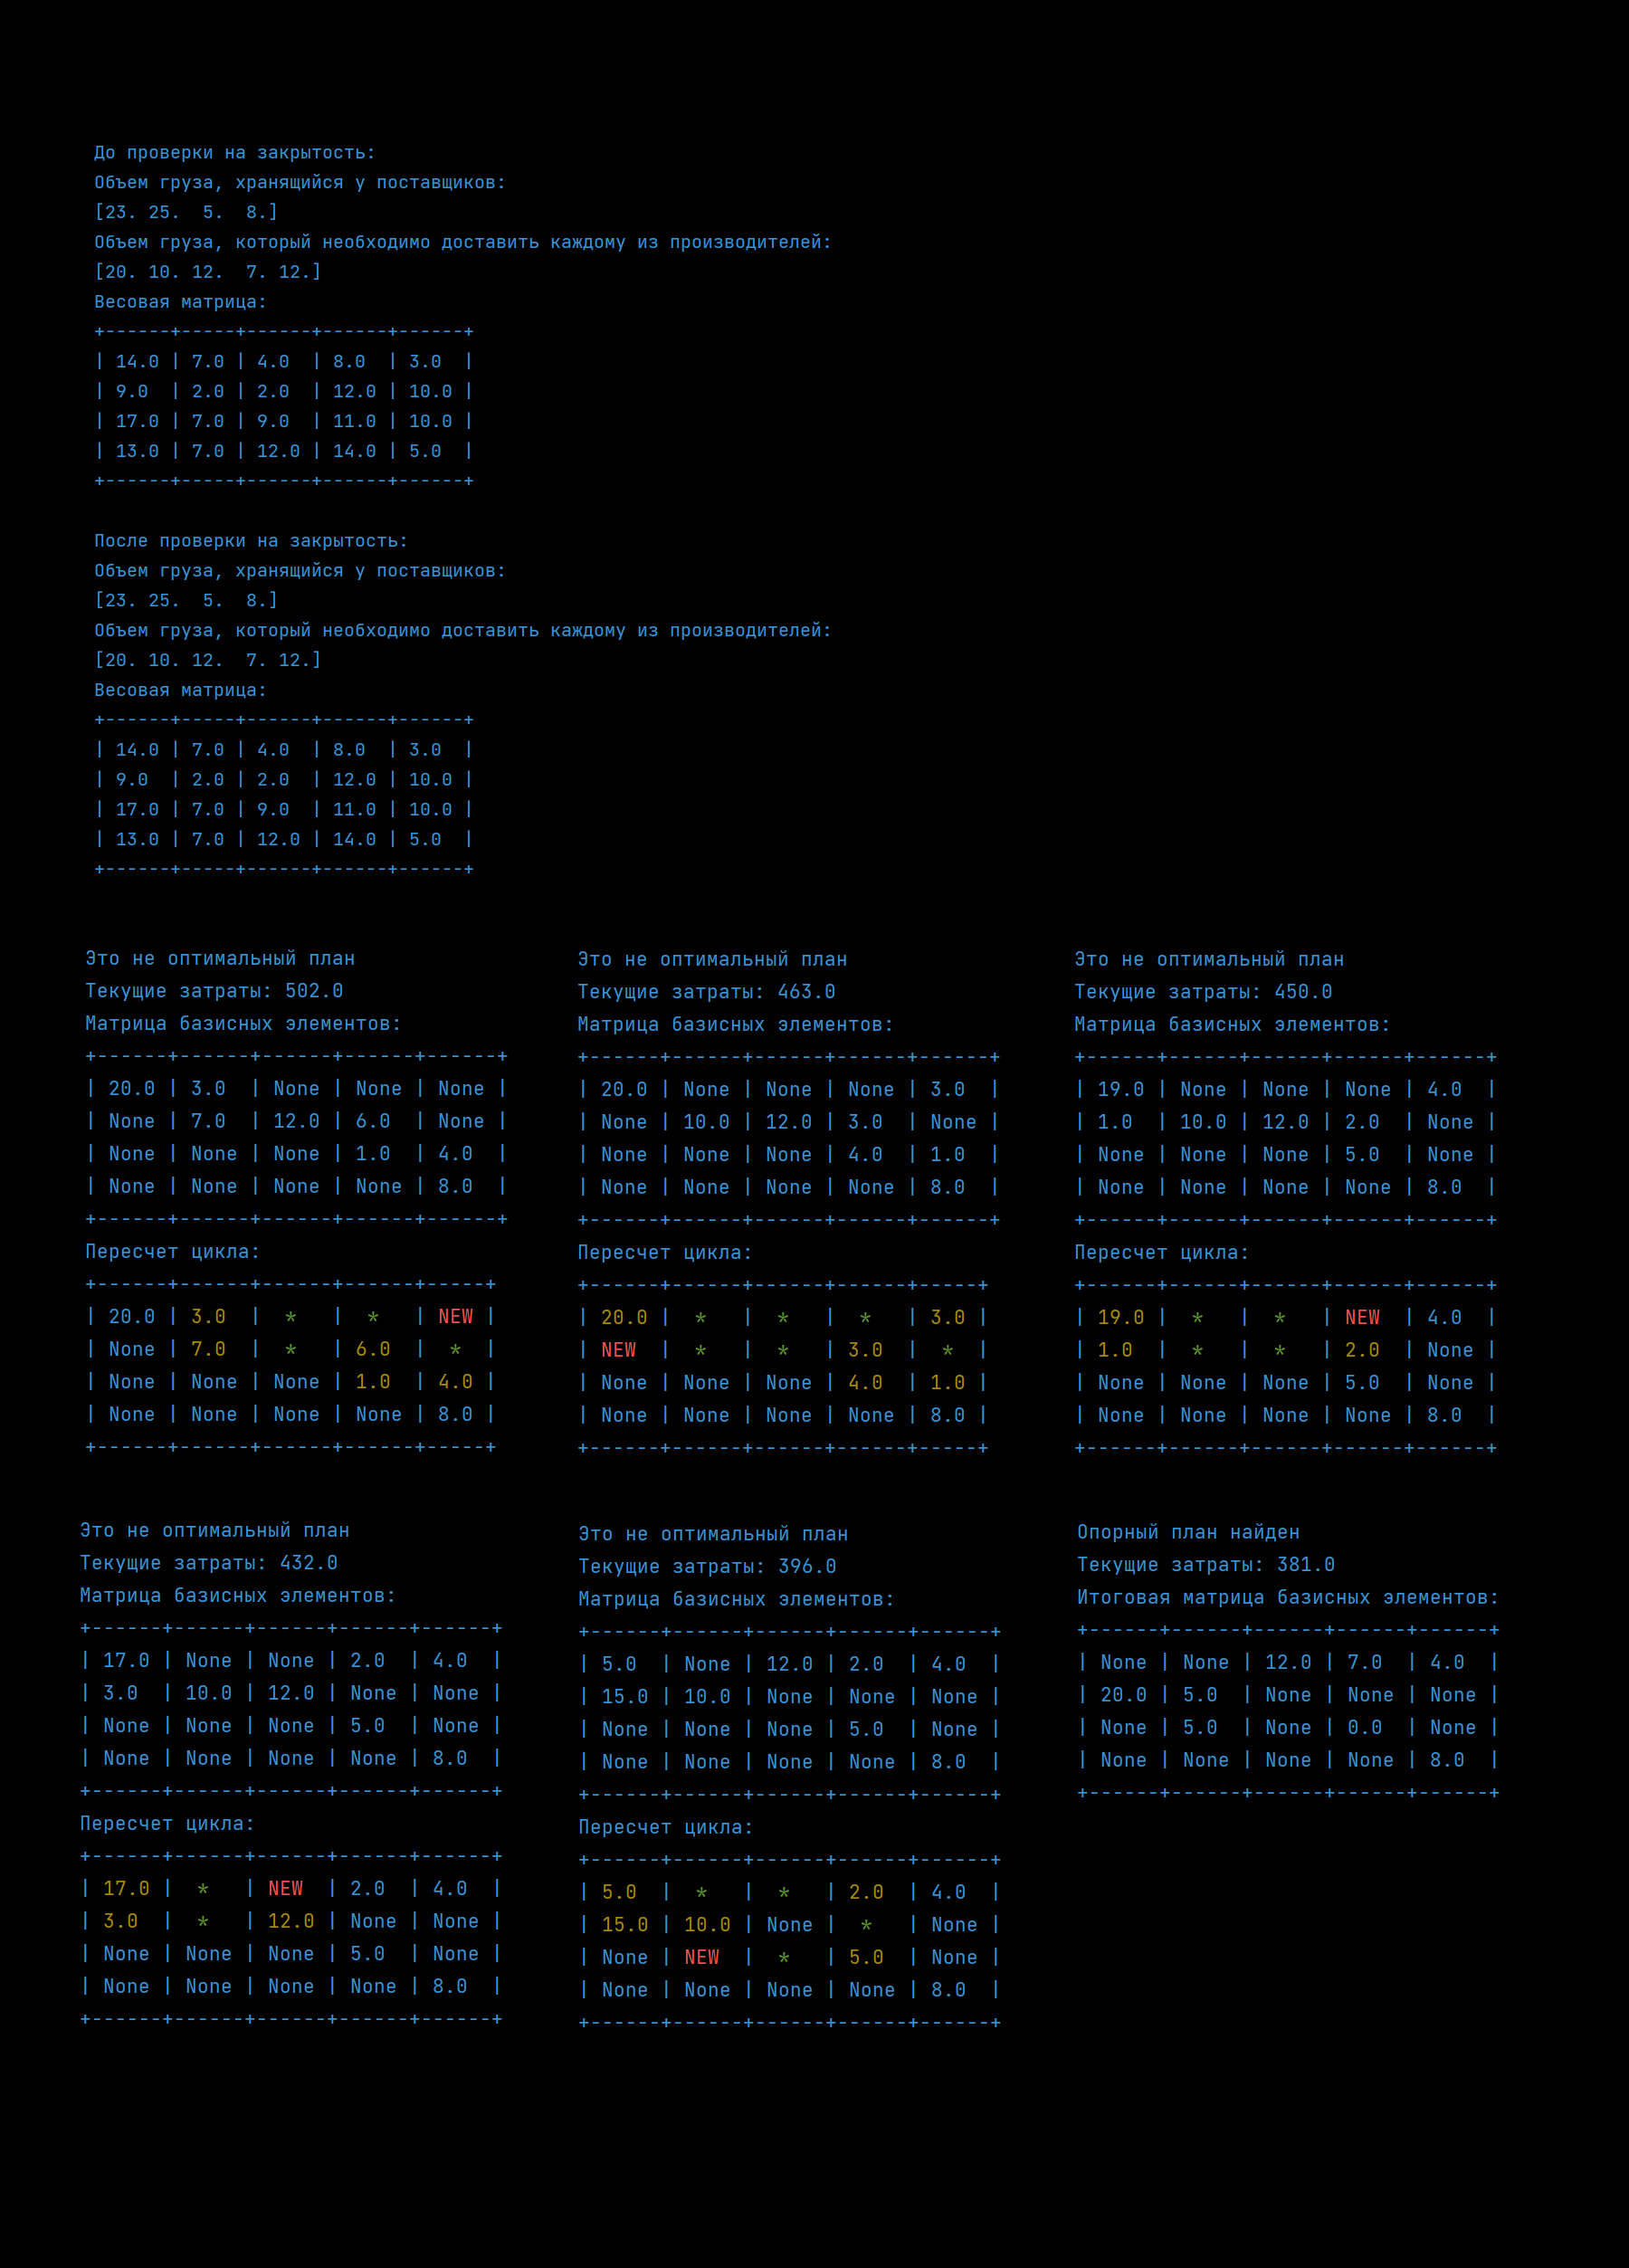 До проверки на закрытость:
Объем груза, хранящийся у поставщиков:
[23. 25.  5.  8.]
Объем груза, который необходимо доставить каждому из производителей:
[20. 10. 12.  7. 12.]
Весовая матрица:
+------+-----+------+------+------+
| 14.0 | 7.0 | 4.0  | 8.0  | 3.0  |
| 9.0  | 2.0 | 2.0  | 12.0 | 10.0 |
| 17.0 | 7.0 | 9.0  | 11.0 | 10.0 |
| 13.0 | 7.0 | 12.0 | 14.0 | 5.0  |
+------+-----+------+------+------+
После проверки на закрытость:
Объем груза, хранящийся у поставщиков:
[23. 25.  5.  8.]
Объем груза, который необходимо доставить каждому из производителей:
[20. 10. 12.  7. 12.]
Весовая матрица:
+------+-----+------+------+------+
| 14.0 | 7.0 | 4.0  | 8.0  | 3.0  |
| 9.0  | 2.0 | 2.0  | 12.0 | 10.0 |
| 17.0 | 7.0 | 9.0  | 11.0 | 10.0 |
| 13.0 | 7.0 | 12.0 | 14.0 | 5.0  |
+------+-----+------+------+------+
Это не оптимальный план
Текущие затраты: 502.0
Матрица базисных элементов:
+------+------+------+------+------+
| 20.0 | 3.0  | None | None | None |
| None | 7.0  | 12.0 | 6.0  | None |
| None | None | None | 1.0  | 4.0  |
| None | None | None | None | 8.0  |
+------+------+------+------+------+
Пересчет цикла:
+------+------+------+------+-----+
| 20.0 | 3.0  |  *   |  *   | NEW |
| None | 7.0  |  *   | 6.0  |  *  |
| None | None | None | 1.0  | 4.0 |
| None | None | None | None | 8.0 |
+------+------+------+------+-----+
Это не оптимальный план
Текущие затраты: 463.0
Матрица базисных элементов:
+------+------+------+------+------+
| 20.0 | None | None | None | 3.0  |
| None | 10.0 | 12.0 | 3.0  | None |
| None | None | None | 4.0  | 1.0  |
| None | None | None | None | 8.0  |
+------+------+------+------+------+
Пересчет цикла:
+------+------+------+------+-----+
| 20.0 |  *   |  *   |  *   | 3.0 |
| NEW  |  *   |  *   | 3.0  |  *  |
| None | None | None | 4.0  | 1.0 |
| None | None | None | None | 8.0 |
+------+------+------+------+-----+
Это не оптимальный план
Текущие затраты: 450.0
Матрица базисных элементов:
+------+------+------+------+------+
| 19.0 | None | None | None | 4.0  |
| 1.0  | 10.0 | 12.0 | 2.0  | None |
| None | None | None | 5.0  | None |
| None | None | None | None | 8.0  |
+------+------+------+------+------+
Пересчет цикла:
+------+------+------+------+------+
| 19.0 |  *   |  *   | NEW  | 4.0  |
| 1.0  |  *   |  *   | 2.0  | None |
| None | None | None | 5.0  | None |
| None | None | None | None | 8.0  |
+------+------+------+------+------+
Это не оптимальный план
Текущие затраты: 432.0
Матрица базисных элементов:
+------+------+------+------+------+
| 17.0 | None | None | 2.0  | 4.0  |
| 3.0  | 10.0 | 12.0 | None | None |
| None | None | None | 5.0  | None |
| None | None | None | None | 8.0  |
+------+------+------+------+------+
Пересчет цикла:
+------+------+------+------+------+
| 17.0 |  *   | NEW  | 2.0  | 4.0  |
| 3.0  |  *   | 12.0 | None | None |
| None | None | None | 5.0  | None |
| None | None | None | None | 8.0  |
+------+------+------+------+------+
Это не оптимальный план
Текущие затраты: 396.0
Матрица базисных элементов:
+------+------+------+------+------+
| 5.0  | None | 12.0 | 2.0  | 4.0  |
| 15.0 | 10.0 | None | None | None |
| None | None | None | 5.0  | None |
| None | None | None | None | 8.0  |
+------+------+------+------+------+
Пересчет цикла:
+------+------+------+------+------+
| 5.0  |  *   |  *   | 2.0  | 4.0  |
| 15.0 | 10.0 | None |  *   | None |
| None | NEW  |  *   | 5.0  | None |
| None | None | None | None | 8.0  |
+------+------+------+------+------+
Опорный план найден
Текущие затраты: 381.0
Итоговая матрица базисных элементов:
+------+------+------+------+------+
| None | None | 12.0 | 7.0  | 4.0  |
| 20.0 | 5.0  | None | None | None |
| None | 5.0  | None | 0.0  | None |
| None | None | None | None | 8.0  |
+------+------+------+------+------+